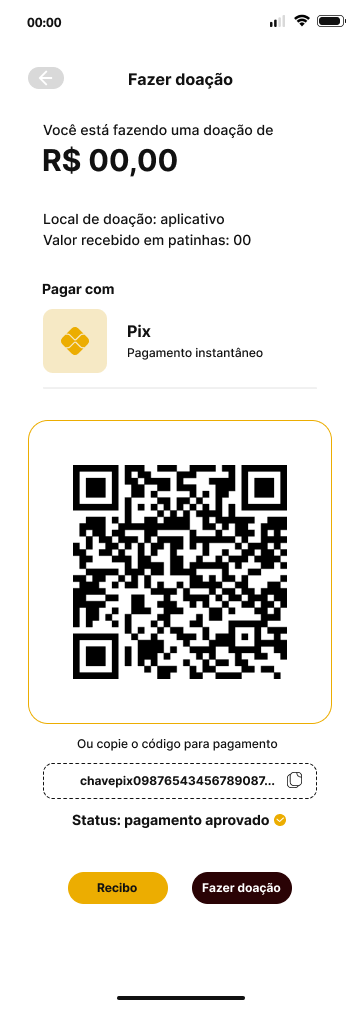 00:00
Fazer doação
Você está fazendo uma doação de
R$ 00,00
Local de doação: aplicativo
Valor recebido em patinhas: 00
Pagar com
Pix
Pagamento instantâneo
Ou copie o código para pagamento
chavepix09876543456789087...
Status: pagamento aprovado
Recibo
Fazer doação